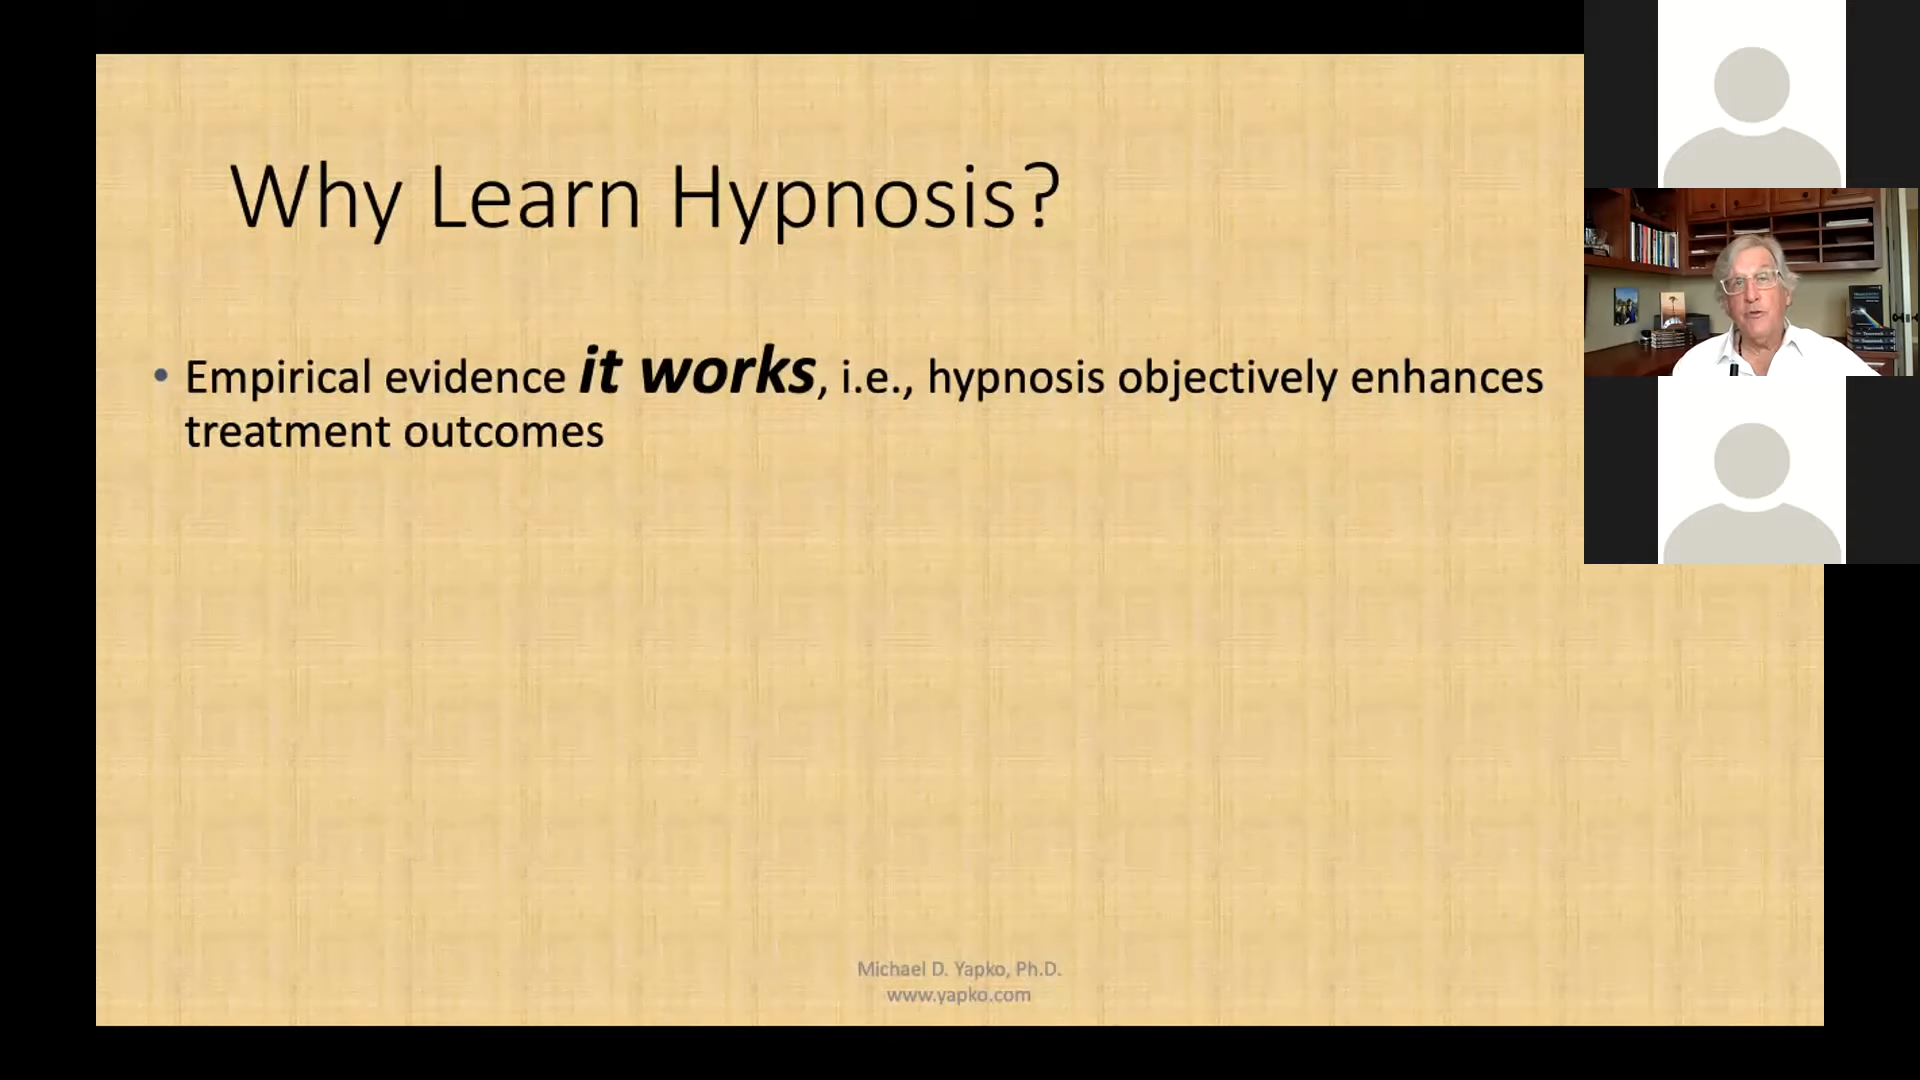 Why Learn Hypnosis?
• Empirical evidence it works, i.e., hypnosis objectively enhances
treatment outcomes
Michael D. Yapko, Ph.D.
www.yapko.com